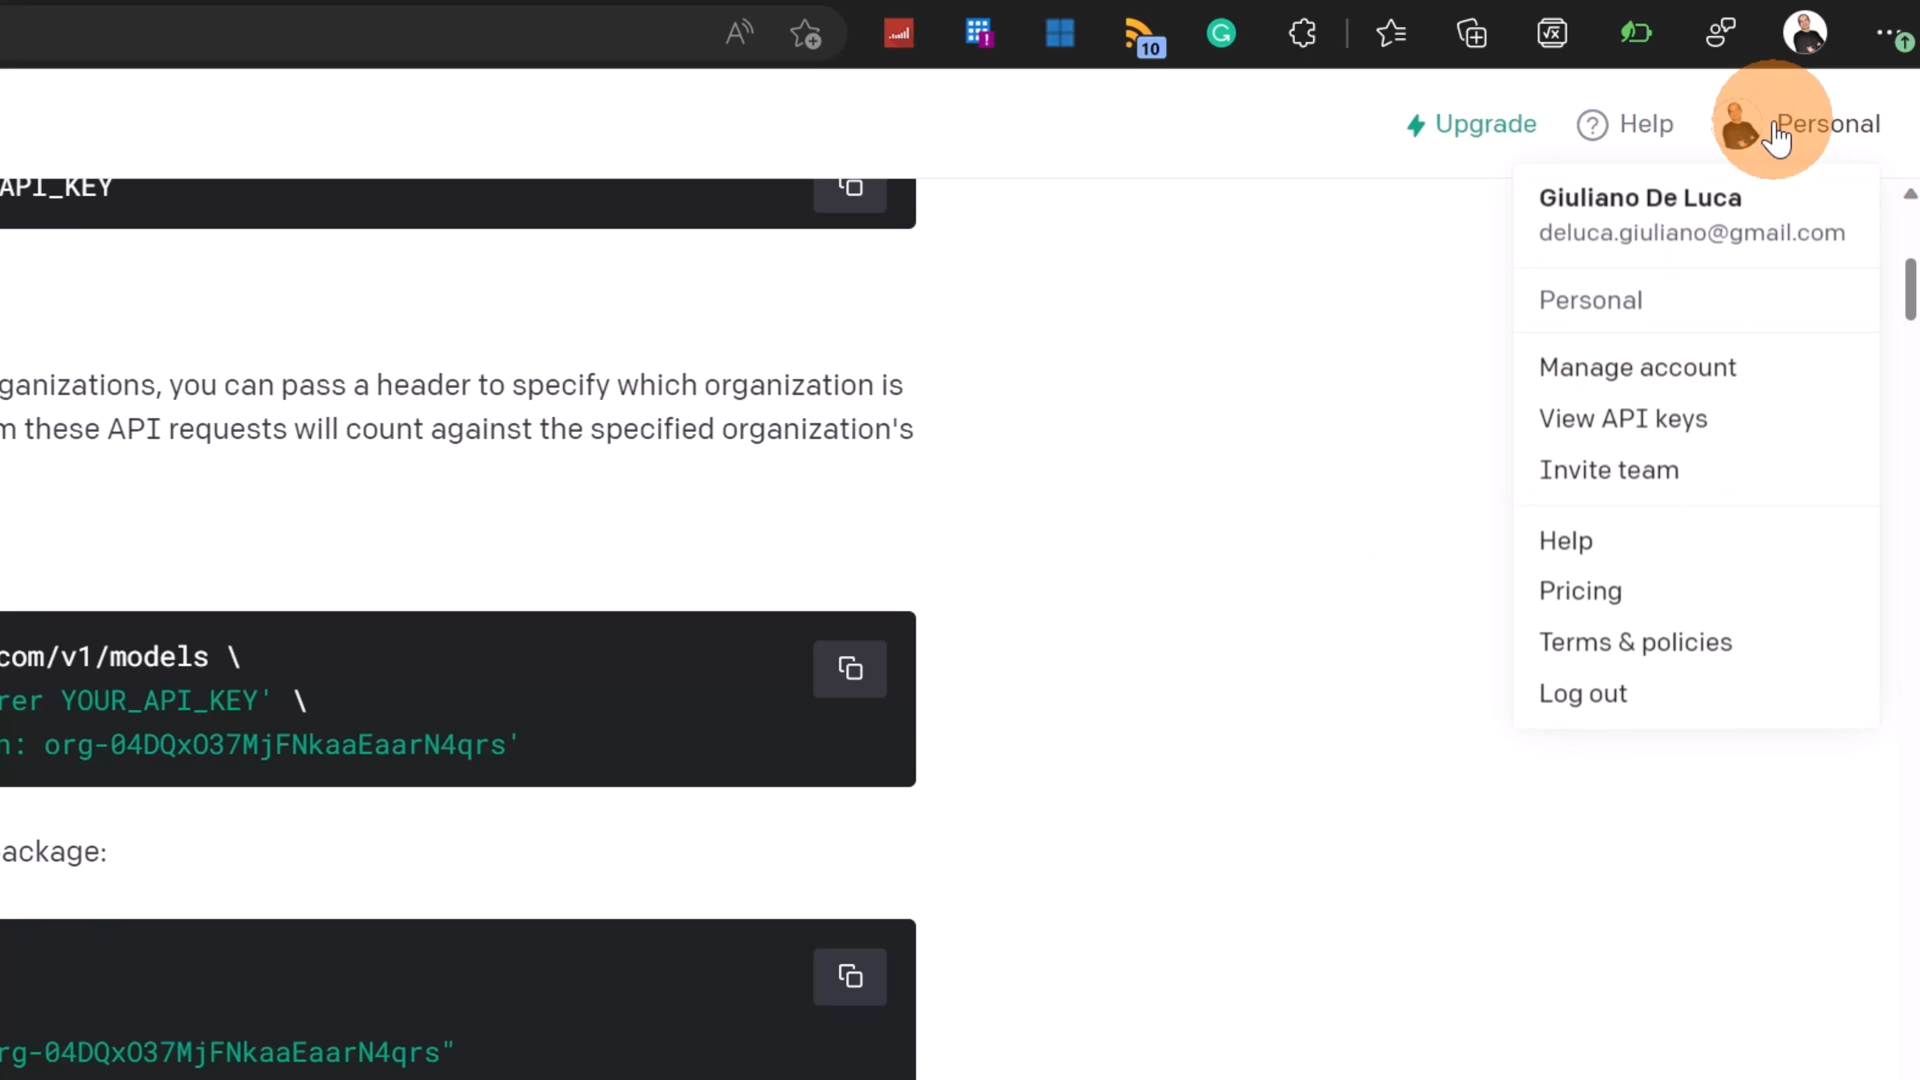 10
Upgrade
Help
Personal
API_KEY
Giuliano De Luca
deluca.giuliano@gmail.com
Personal
Manage account
View API keys
Invite team
Help
Pricing
Terms & policies
Log out
ganizations, you can pass a header to specify which organization is
m these API requests will count against the specified organization's
com/v1/models \
rer YOUR_API_KEY' \
n: org-04DQxO37MjFNkaaEaarN4qrs'
ackage:
rg-04DQxO37MjFNkaaEaarN4qrs"